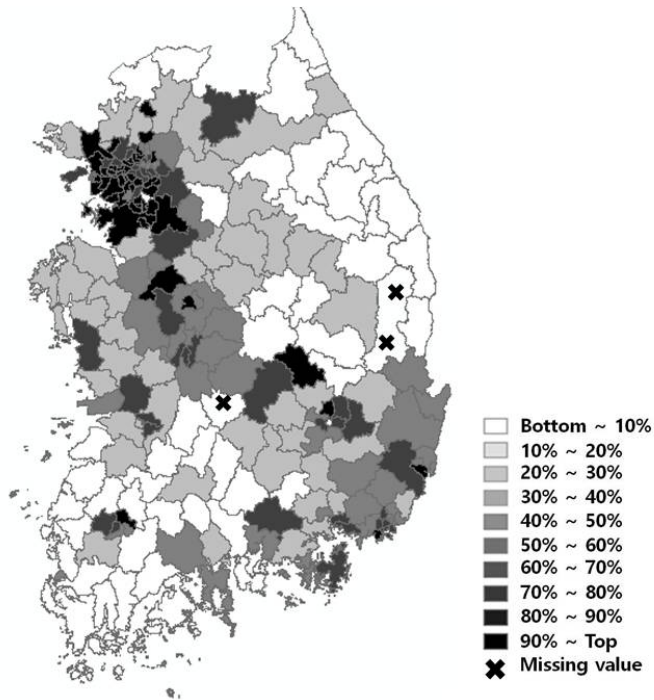 Bottom ~ 10%
10% ~ 20%
20% ~ 30%
30% ~ 40%
40% ~ 50%
50% ~ 60%
60% ~ 70%
70% ~ 80%
80% ~ 90%
90% ~ Top
Missing value